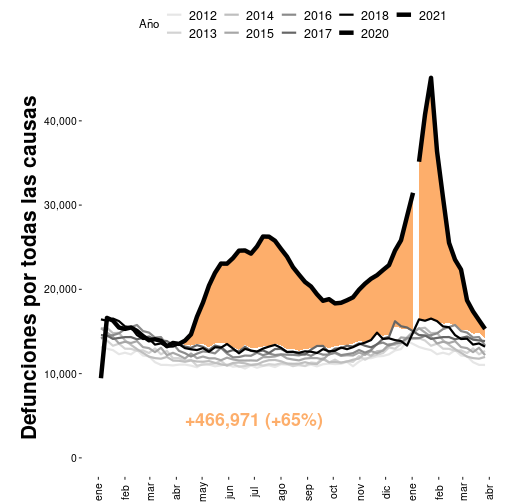 Año 2012 2014 2016 2018 2021
2013 2015 2017 2020
Defunciones por todas las causas
40,000
30,000
20,000
10,000
0
+466,971 (+65%)
ene feb mar abr may jun jul ago sep oct nov dic ene feb mar abr